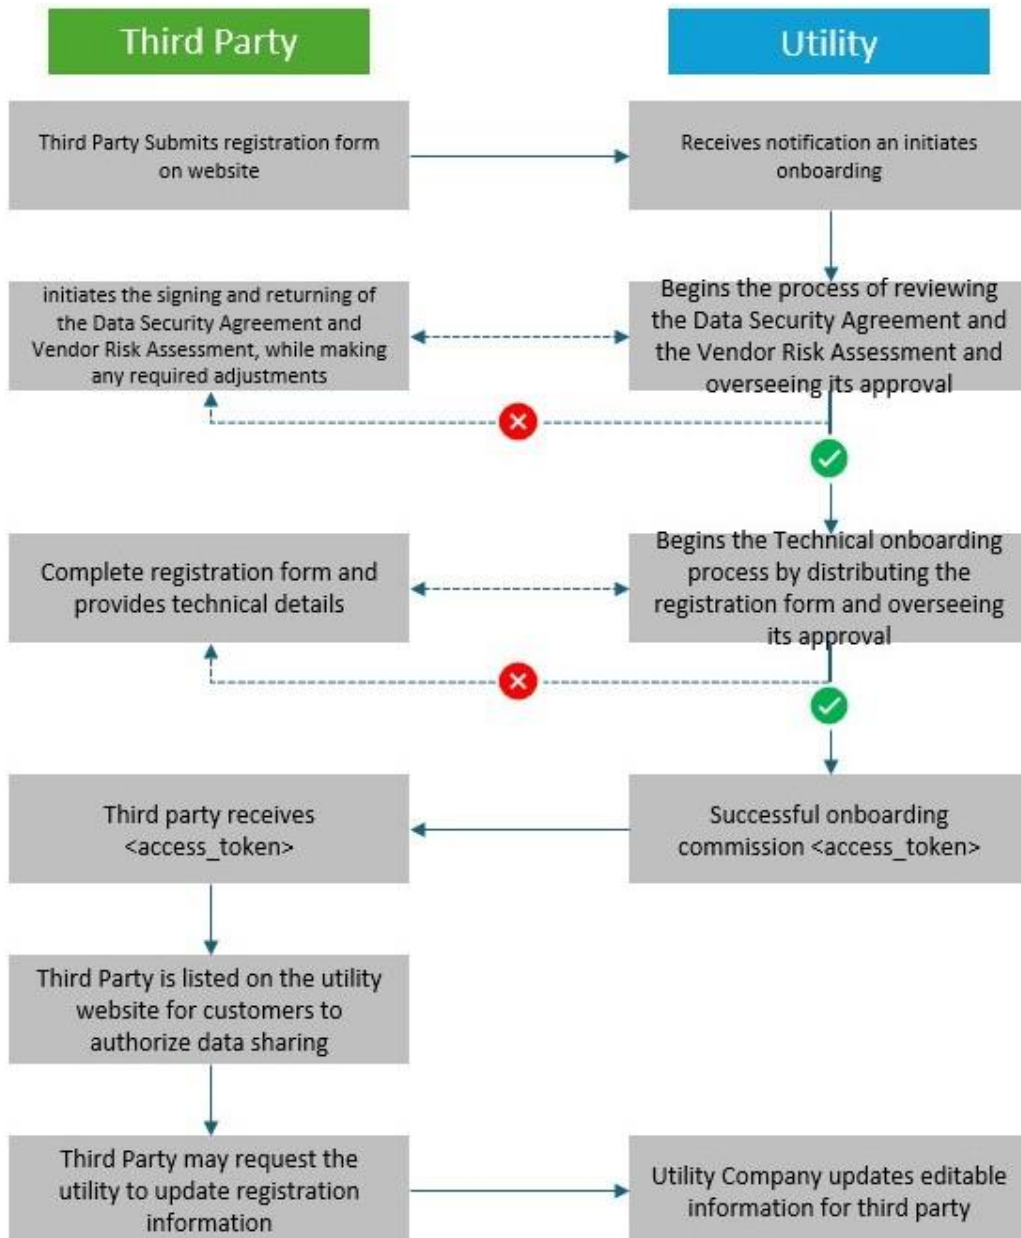 Third Party
Utility
Third Party Submits registration form
on website
Receives notification an initiates
onboarding
initiates the signing and returning of
the Data Security Agreement and
Vendor Risk Assessment, while making
any required adjustments
Begins the process of reviewing
the Data Security Agreement and
the Vendor Risk Assessment and
overseeing its approval
Complete registration form and
provides technical details
Begins the Technical onboarding
process by distributing the
registration form and overseeing
its approval
Third party receives
<access_token>
Successful onboarding
commission <access_token>
Third Party is listed on the utility
website for customers to
authorize data sharing
Third Party may request the
utility to update registration
information
Utility Company updates editable
information for third party